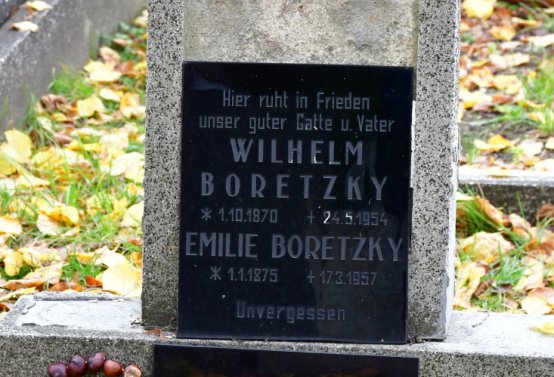 Hier ruht in Frieden
unser guter Gatte u. Vater
WILHELM
BORETZKY
* 1.10.1870 + 24.5.1954
EMILIE BORETZKY
* 1.1.1875 + 17.3.1957
Unvergessen